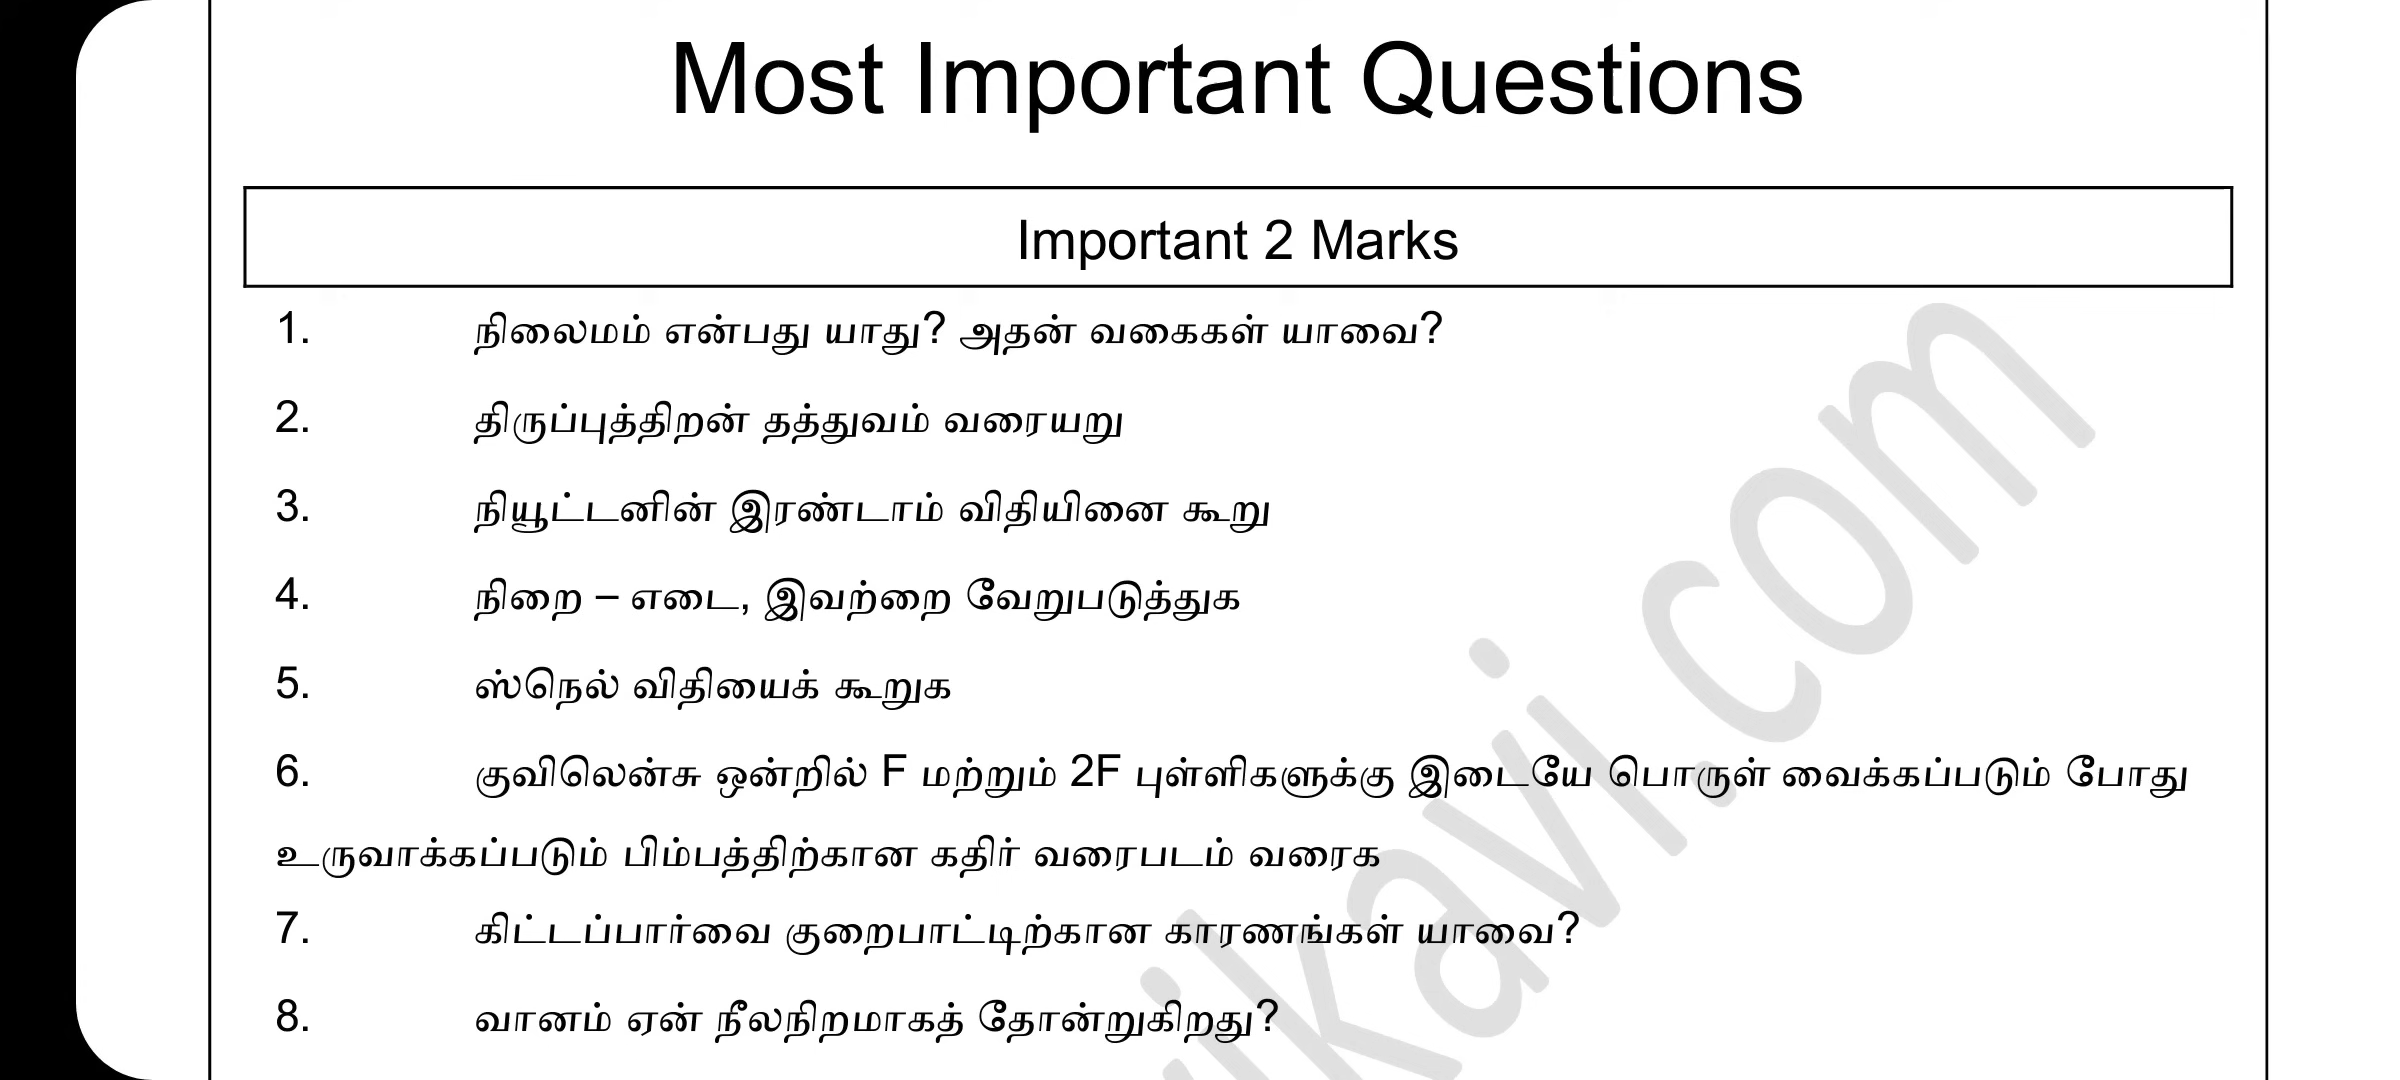 Most Important Questions
Important 2 Marks
1. நிலைமம் என்பது யாது? அதன் வகைகள் யாவை?
2. திருப்புத்திறன் தத்துவம் வரையறு
3. நியூட்டனின் இரண்டாம் விதியினை கூறு
4. நிறை – எடை, இவற்றை வேறுபடுத்துக
5. ஸ்நெல் விதியைக் கூறுக
6. குவிலென்சு ஒன்றில் F மற்றும் 2F புள்ளிகளுக்கு இடையே பொருள் வைக்கப்படும் போது
உருவாக்கப்படும் பிம்பத்திற்கான கதிர் வரைபடம் வரைக
7. கிட்டப்பார்வை குறைபாட்டிற்கான காரணங்கள் யாவை?
8. வானம் ஏன் நீலநிறமாகத் தோன்றுகிறது?